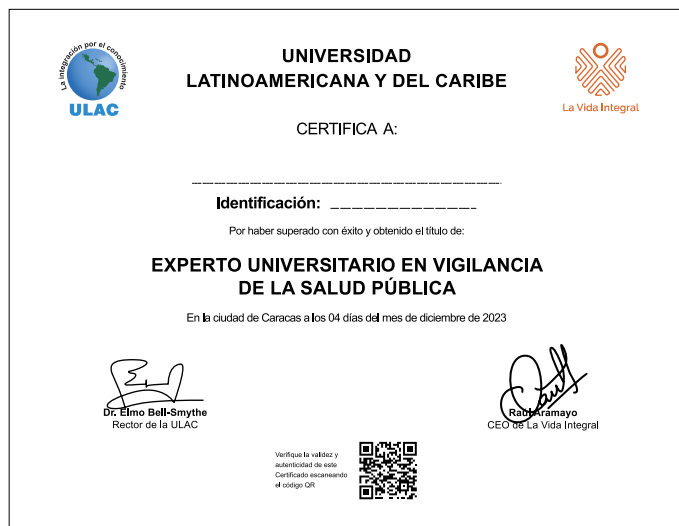 La integración por el conocimiento
ULAC
UNIVERSIDAD
LATINOAMERICANA Y DEL CARIBE
La Vida Integral
CERTIFICA A:
Identificación:
Por haber superado con éxito y obtenido el título de:
EXPERTO UNIVERSITARIO EN VIGILANCIA
DE LA SALUD PÚBLICA
En la ciudad de Caracas a los 04 días del mes de diciembre de 2023
Dr. Elmo Bell-Smythe
Rector de la ULAC
Raúl Aramayo
CEO de La Vida Integral
Verifique la validez y
autenticidad de este
Certificado escaneando
el código QR